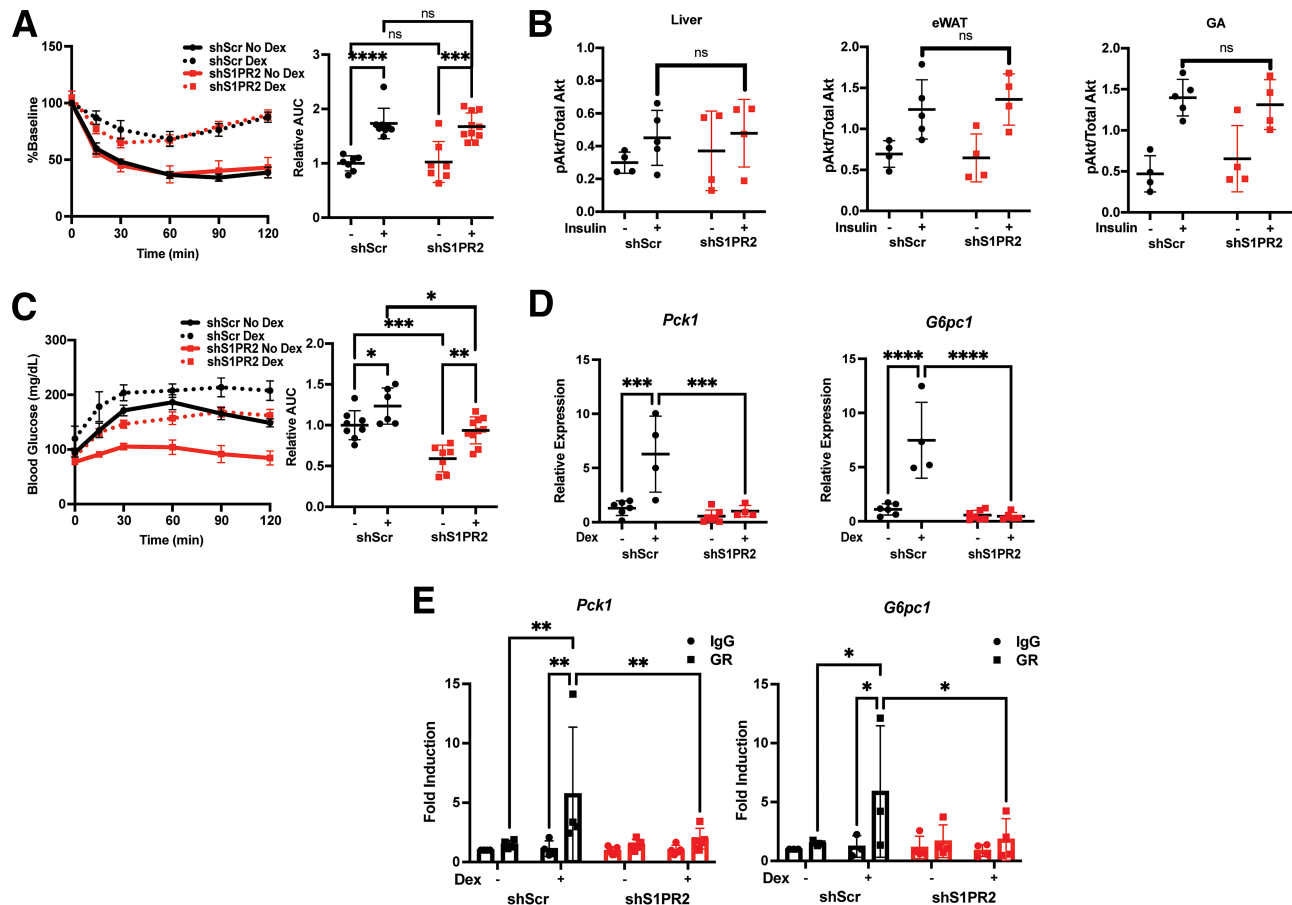 A
shScr No Dex
shScr Dex
shS1PR2 No Dex
shS1PR2 Dex
%Baseline
150
100
50
0
0 30 60 90 120
Time (min)
Relative AUC
3
2
1
0
ns
ns
**** ***
- + - +
shScr shS1PR2
B
Liver
pAkt/Total Akt
1.0
0.8
0.6
0.4
0.2
0.0
ns
Insulin - + - +
shScr shS1PR2
eWAT
pAkt/Total Akt
2.0
1.5
1.0
0.5
0.0
ns
- + - +
shScr shS1PR2
GA
pAkt/Total Akt
2.0
1.5
1.0
0.5
0.0
ns
Insulin - + - +
shScr shS1PR2
C
shScr No Dex
shScr Dex
shS1PR2 No Dex
shS1PR2 Dex
Blood Glucose (mg/dL)
300
200
100
0
0 30 60 90 120
Time (min)
Relative AUC
2.0
1.5
1.0
0.5
0.0
*
***
* **
- + - +
shScr shS1PR2
D
Pck1
Relative Expression
15
10
5
0
*** ***
Dex - + - +
shScr shS1PR2
G6pc1
Relative Expression
15
10
5
0
**** ****
Dex - + - +
shScr shS1PR2
E
Pck1
IgG
GR
Fold Induction
15
10
5
0
**
** **
Dex - + - +
shScr shS1PR2
G6pc1
IgG
GR
Fold Induction
15
10
5
0
*
* *
Dex - + - +
shScr shS1PR2